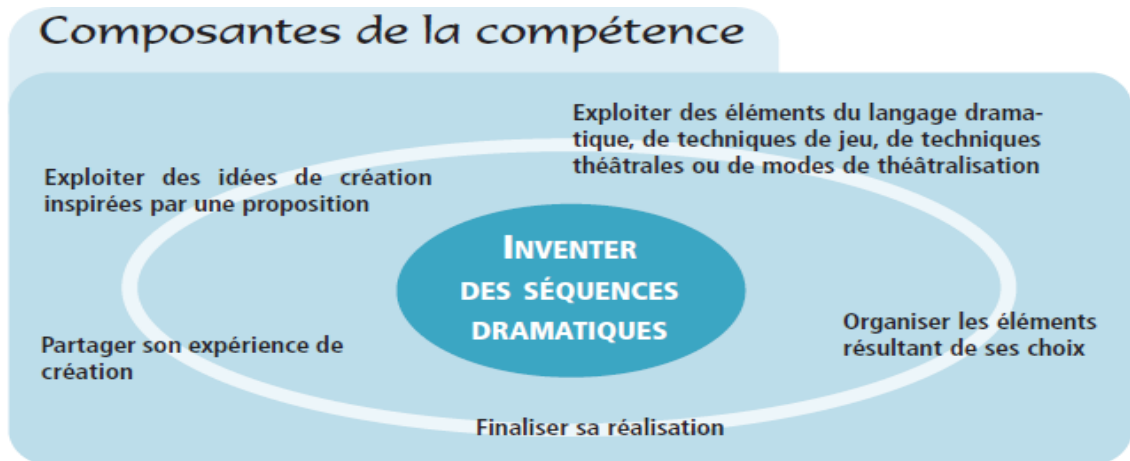 Composantes de la compétence
Exploiter des éléments du langage drama-
tique, de techniques de jeu, de techniques
théâtrales ou de modes de théâtralisation
Exploiter des idées de création
inspirées par une proposition
INVENTER
DES SÉQUENCES
DRAMATIQUES
Organiser les éléments
résultant de ses choix
Partager son expérience de
création
Finaliser sa réalisation